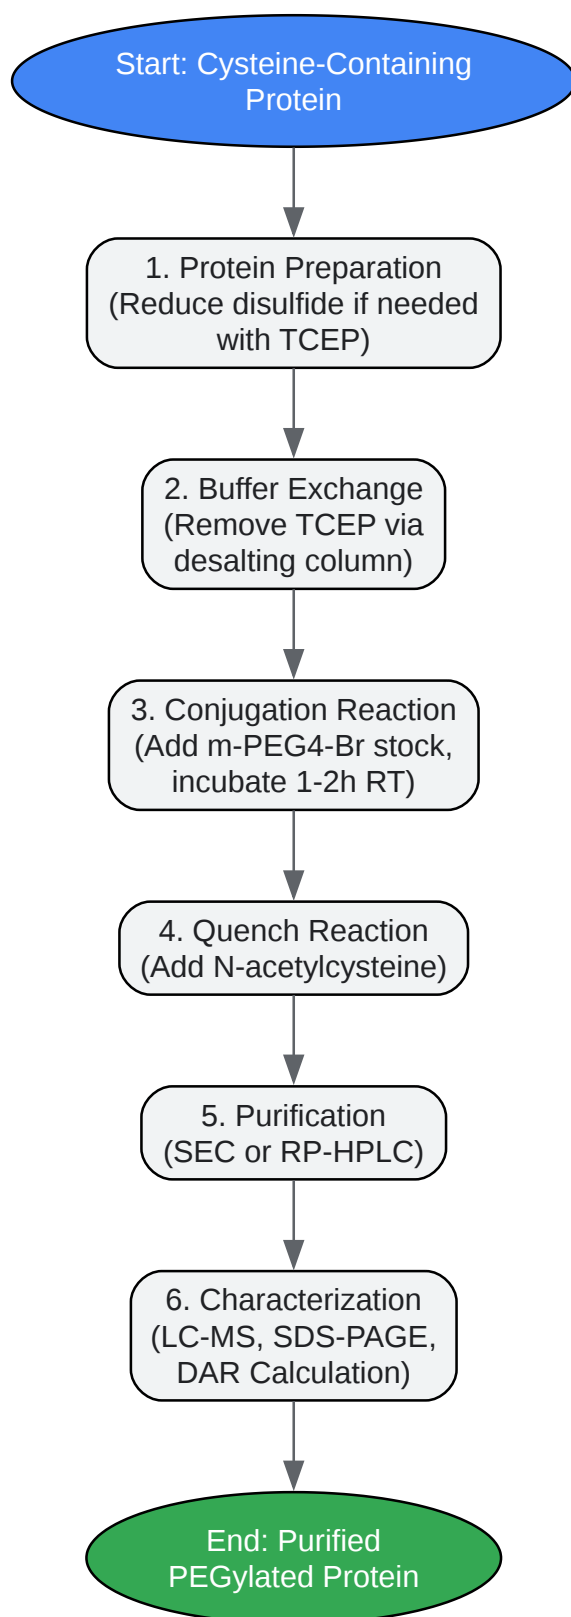 Start: Cysteine-Containing
Protein
1. Protein Preparation
(Reduce disulfide if needed
with TCEP)
2. Buffer Exchange
(Remove TCEP via
desalting column)
3. Conjugation Reaction
(Add m-PEG4-Br stock,
incubate 1-2h RT)
4. Quench Reaction
(Add N-acetylcysteine)
5. Purification
(SEC or RP-HPLC)
6. Characterization
(LC-MS, SDS-PAGE,
DAR Calculation)
End: Purified
PEGylated Protein